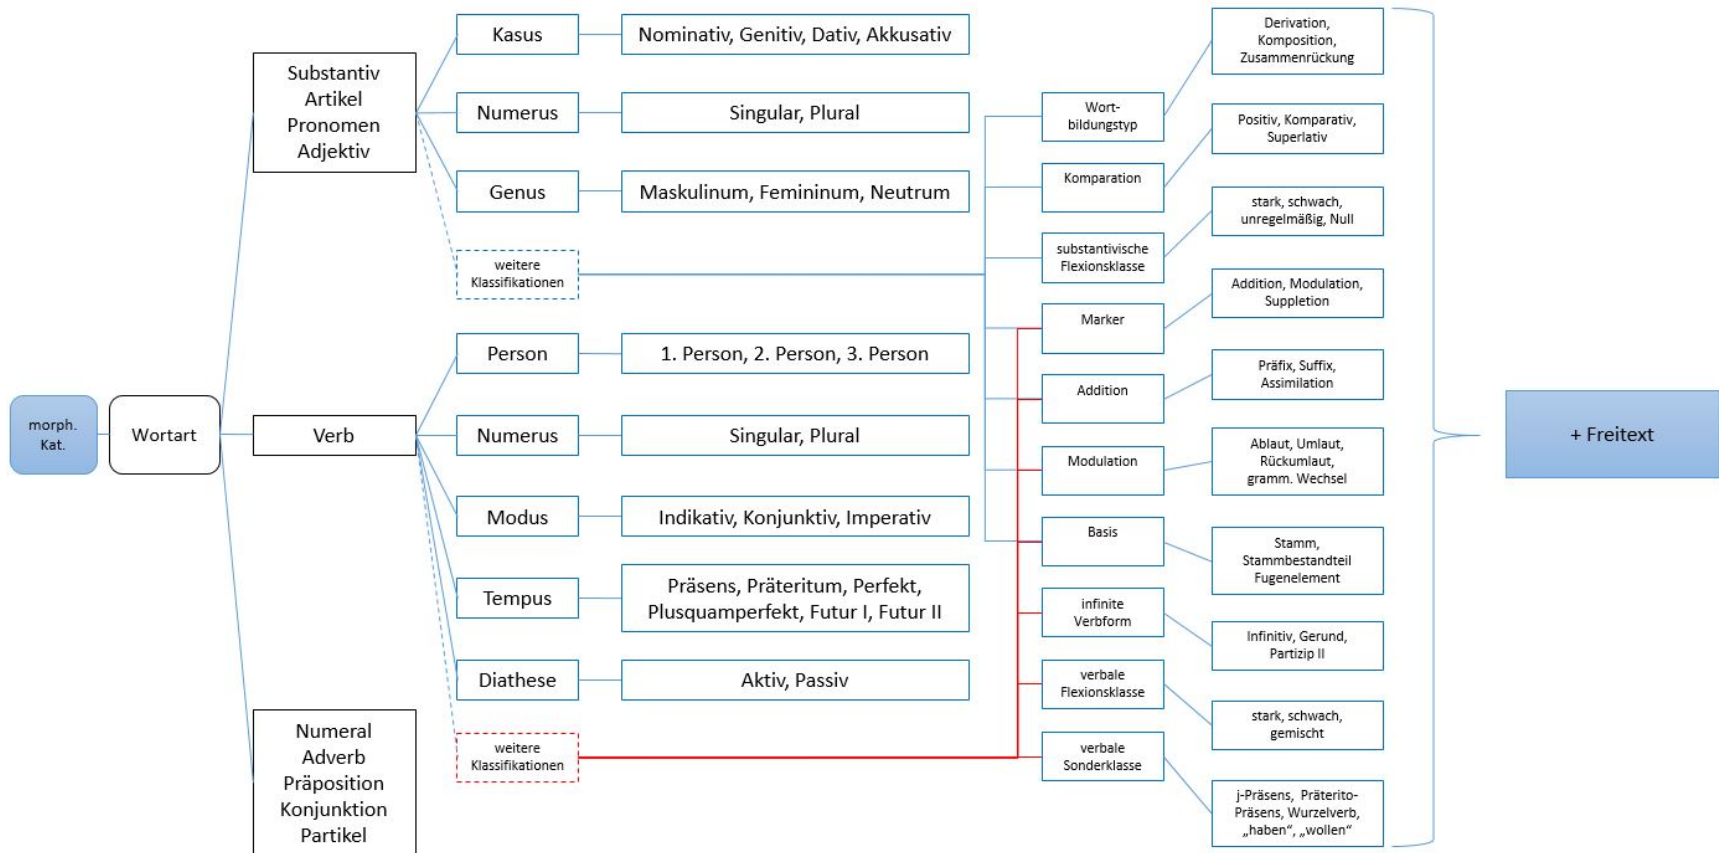 morph.
Kat.
Wortart
Substantiv
Artikel
Pronomen
Adjektiv
Kasus
Nominativ, Genitiv, Dativ, Akkusativ
Numerus
Singular, Plural
Genus
Maskulinum, Femininum, Neutrum
weitere
Klassifikationen
Verb
Person
1. Person, 2. Person, 3. Person
Numerus
Singular, Plural
Modus
Indikativ, Konjunktiv, Imperativ
Tempus
Präsens, Präteritum, Perfekt,
Plusquamperfekt, Futur I, Futur II
Diathese
Aktiv, Passiv
weitere
Klassifikationen
Numeral
Adverb
Präposition
Konjunktion
Partikel
Wort-
bildungstyp
Derivation,
Komposition,
Zusammenrückung
Komparation
Positiv, Komparativ,
Superlativ
substantivische
Flexionsklasse
stark, schwach,
unregelmäßig, Null
Marker
Addition, Modulation,
Suppletion
Addition
Präfix, Suffix,
Assimilation
Modulation
Ablaut, Umlaut,
Rückumlaut,
gramm. Wechsel
Basis
Stamm,
Stammbestandteil
Fugenelement
infinite
Verbform
Infinitiv, Gerund,
Partizip II
verbale
Flexionsklasse
stark, schwach,
gemischt
verbale
Sonderklasse
j-Präsens, Präterito-
Präsens, Wurzelverb,
„haben“, „wollen“
+ Freitext